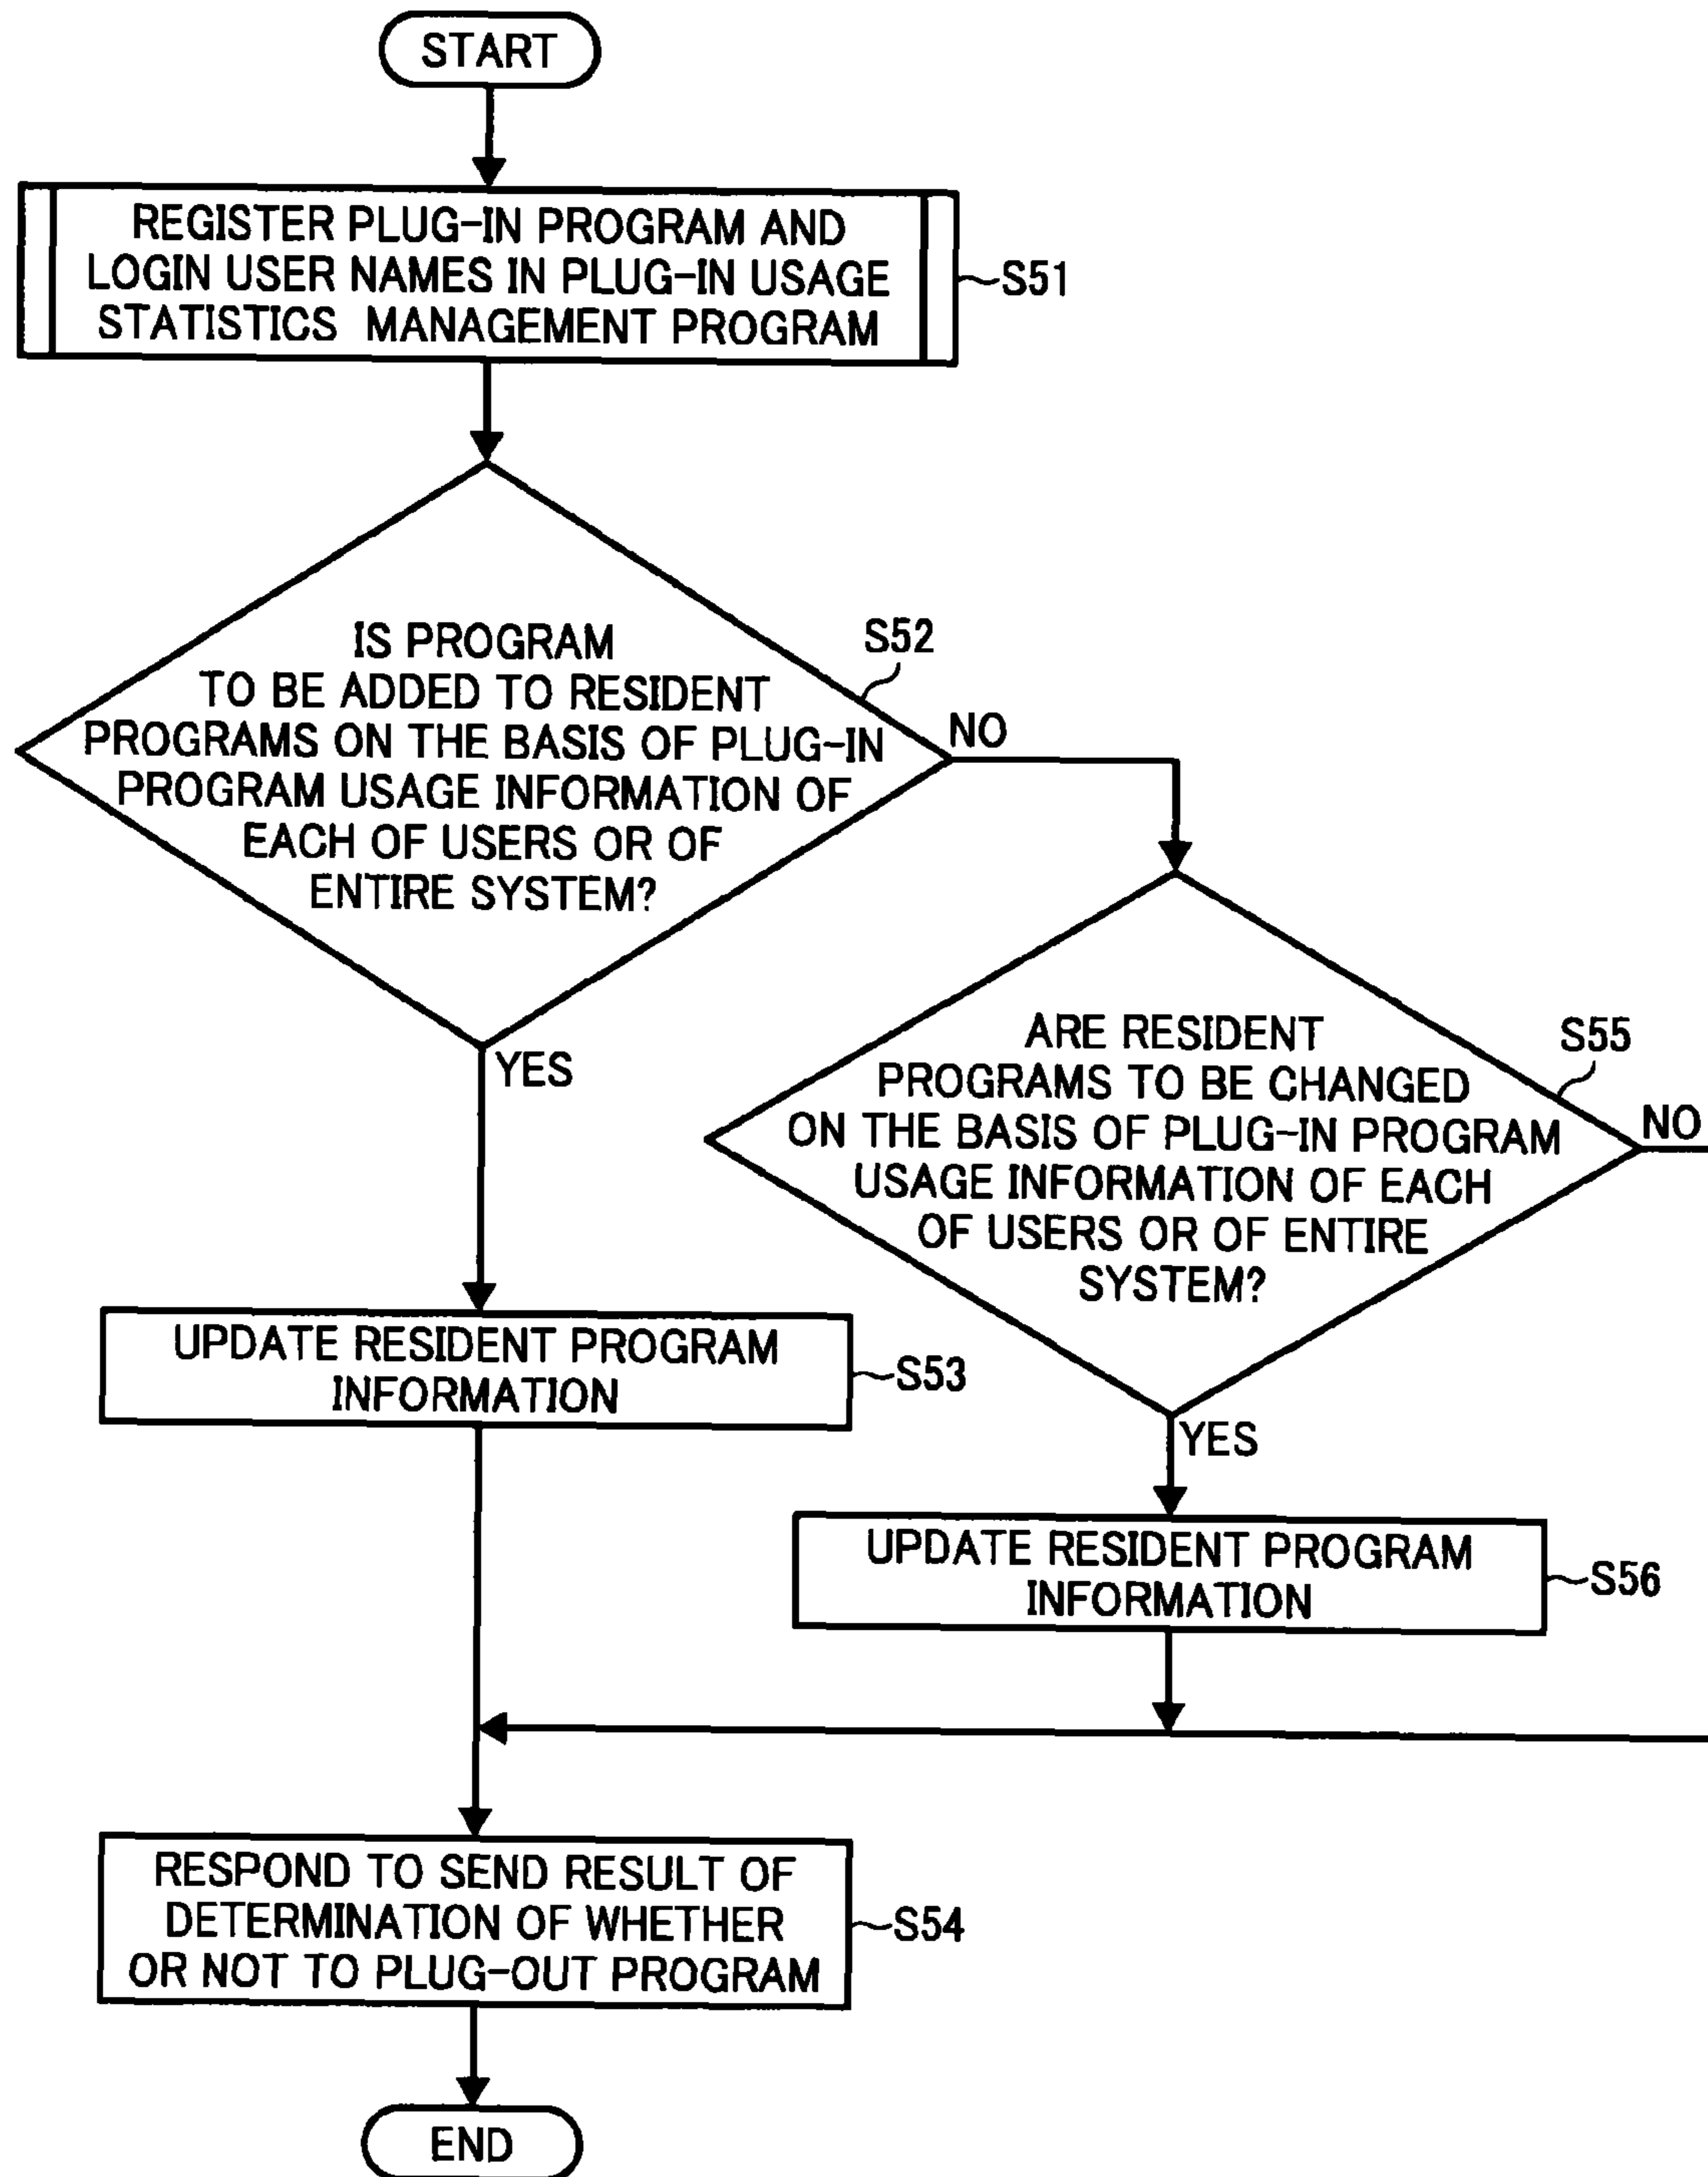 START
REGISTER PLUG-IN PROGRAM AND
LOGIN USER NAMES IN PLUG-IN USAGE
STATISTICS MANAGEMENT PROGRAM
S51
IS PROGRAM
TO BE ADDED TO RESIDENT
PROGRAMS ON THE BASIS OF PLUG-IN
PROGRAM USAGE INFORMATION OF
EACH OF USERS OR OF
ENTIRE SYSTEM?
S52
NO
YES
ARE RESIDENT
PROGRAMS TO BE CHANGED
ON THE BASIS OF PLUG-IN PROGRAM
USAGE INFORMATION OF EACH
OF USERS OR OF ENTIRE
SYSTEM?
S55
NO
YES
UPDATE RESIDENT PROGRAM
INFORMATION
S53
UPDATE RESIDENT PROGRAM
INFORMATION
S56
RESPOND TO SEND RESULT OF
DETERMINATION OF WHETHER
OR NOT TO PLUG-OUT PROGRAM
S54
END